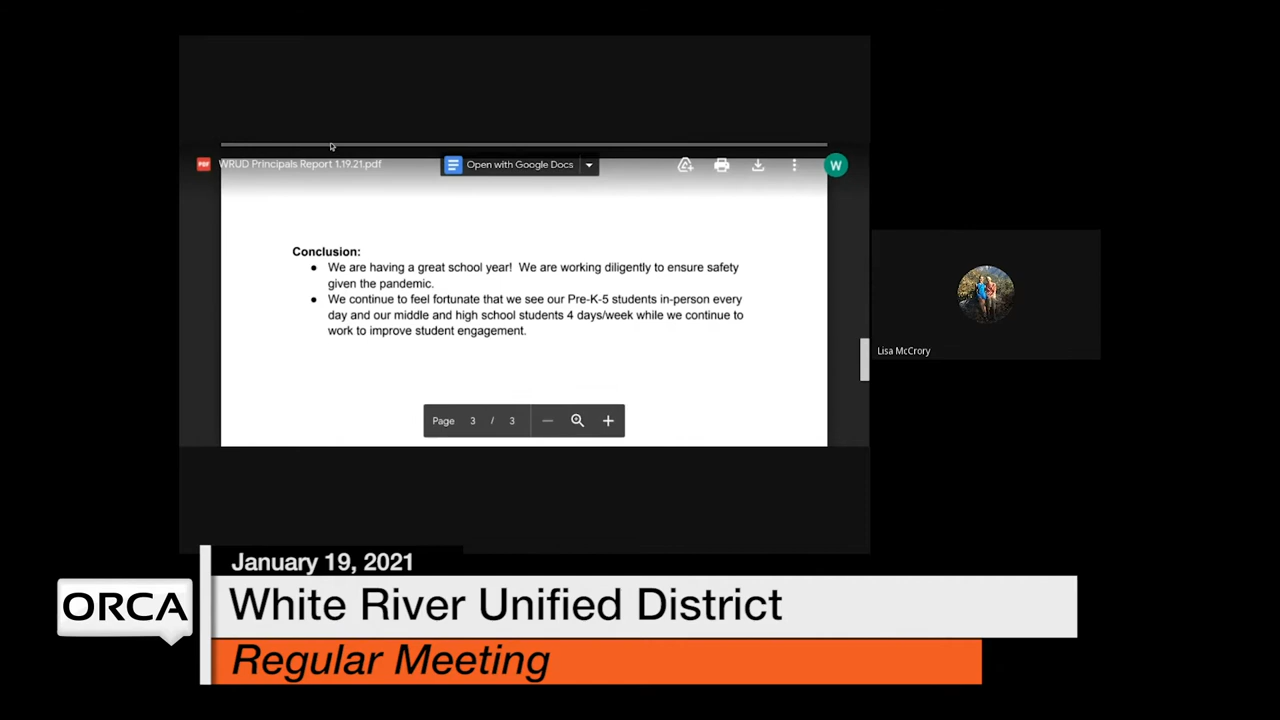 PDF
WRUD Principals Report 1.19.21.pdf
Open with Google Docs
W
Conclusion:
● We are having a great school year! We are working diligently to ensure safety
given the pandemic.
● We continue to feel fortunate that we see our Pre-K-5 students in-person every
day and our middle and high school students 4 days/week while we continue to
work to improve student engagement.
Lisa McCrory
Page 3 / 3
January 19, 2021
ORCA
White River Unified District
Regular Meeting